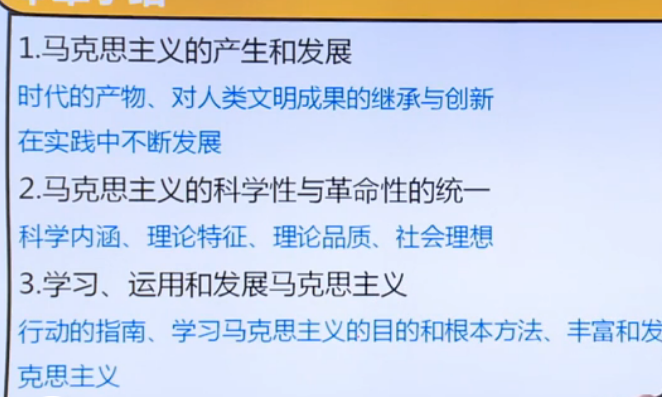 1.马克思主义的产生和发展
时代的产物、对人类文明成果的继承与创新
在实践中不断发展
2.马克思主义的科学性与革命性的统一
科学内涵、理论特征、理论品质、社会理想
3.学习、运用和发展马克思主义
行动的指南、学习马克思主义的目的和根本方法、丰富和发
克思主义